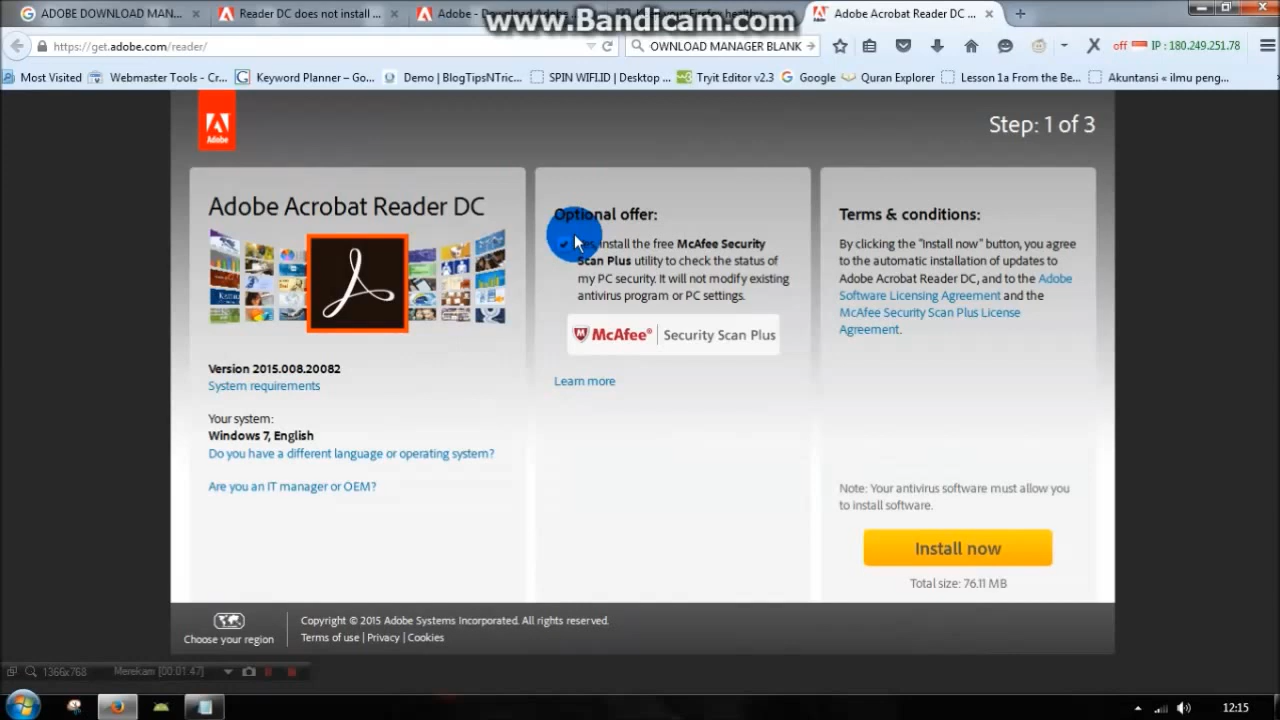 www.Bandicam.com
ADOBE DOWNLOAD MAN...
Reader DC does not install ...
Adobe - Download Adobe
Firefox
Adobe Acrobat Reader DC ...
https://get.adobe.com/reader/
OWNLOAD MANAGER BLANK
off
IP : 180.249.251.78
Most Visited
Webmaster Tools - Cr...
Keyword Planner – Go...
Demo | BlogTipsNTric...
SPIN WIFI.ID | Desktop ...
Tryit Editor v2.3
Google
Quran Explorer
Lesson 1a From the Be...
Akuntansi « ilmu peng...
Adobe
Step: 1 of 3
Adobe Acrobat Reader DC
Version 2015.008.20082
System requirements
Your system:
Windows 7, English
Do you have a different language or operating system?
Are you an IT manager or OEM?
Optional offer:
Yes, install the free McAfee Security
Scan Plus utility to check the status of
my PC security. It will not modify existing
antivirus program or PC settings.
McAfee® | Security Scan Plus
Learn more
Terms & conditions:
By clicking the "Install now" button, you agree
to the automatic installation of updates to
Adobe Acrobat Reader DC, and to the Adobe
Software Licensing Agreement and the
McAfee Security Scan Plus License
Agreement.
Note: Your antivirus software must allow you
to install software.
Install now
Total size: 76.11 MB
Choose your region
Copyright © 2015 Adobe Systems Incorporated. All rights reserved.
Terms of use | Privacy | Cookies
1366x768
Merekam [00.01.47]
12:15